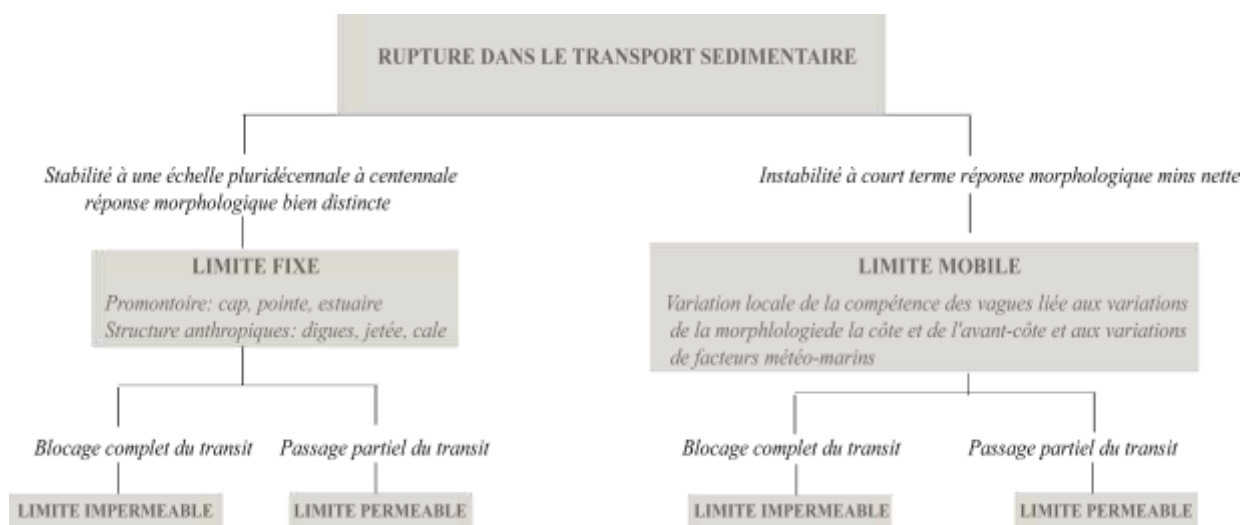 RUPTURE DANS LE TRANSPORT SEDIMENTAIRE
Stabilité à une échelle pluridécennale à centennale
réponse morphologique bien distincte
Instabilité à court terme réponse morphologique mins nette
LIMITE FIXE
Promontoire: cap, pointe, estuaire
Structure anthropiques: digues, jetée, cale
LIMITE MOBILE
Variation locale de la compétence des vagues liée aux variations
de la morphlologiede la côte et de l'avant-côte et aux variations
de facteurs météo-marins
Blocage complet du transit
Passage partiel du transit
Blocage complet du transit
Passage partiel du transit
LIMITE IMPERMEABLE
LIMITE PERMEABLE
LIMITE IMPERMEABLE
LIMITE PERMEABLE